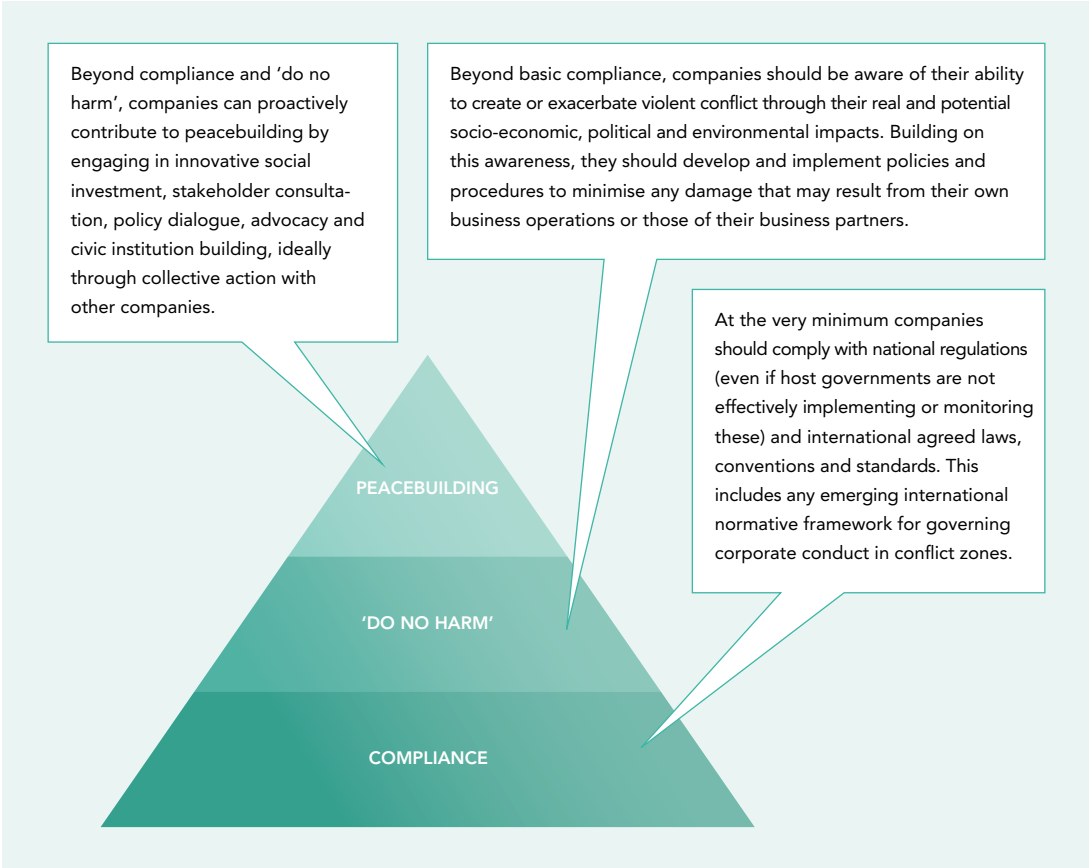 Beyond compliance and ‘do no
harm’, companies can proactively
contribute to peacebuilding by
engaging in innovative social
investment, stakeholder consulta-
tion, policy dialogue, advocacy and
civic institution building, ideally
through collective action with
other companies.
Beyond basic compliance, companies should be aware of their ability
to create or exacerbate violent conflict through their real and potential
socio-economic, political and environmental impacts. Building on
this awareness, they should develop and implement policies and
procedures to minimise any damage that may result from their own
business operations or those of their business partners.
At the very minimum companies
should comply with national regulations
(even if host governments are not
effectively implementing or monitoring
these) and international agreed laws,
conventions and standards. This
includes any emerging international
normative framework for governing
corporate conduct in conflict zones.
PEACEBUILDING
‘DO NO HARM’
COMPLIANCE